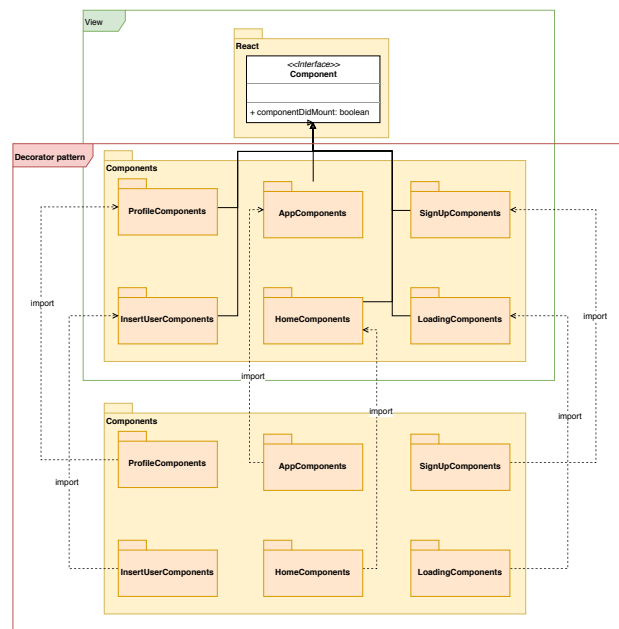 View
React
<<Interface>>
Component
+ componentDidMount: boolean
Decorator pattern
Components
ProfileComponents
AppComponents
SignUpComponents
import
import
InsertUserComponents
HomeComponents
LoadingComponents
import
import
import
Components
ProfileComponents
AppComponents
SignUpComponents
import
InsertUserComponents
HomeComponents
LoadingComponents